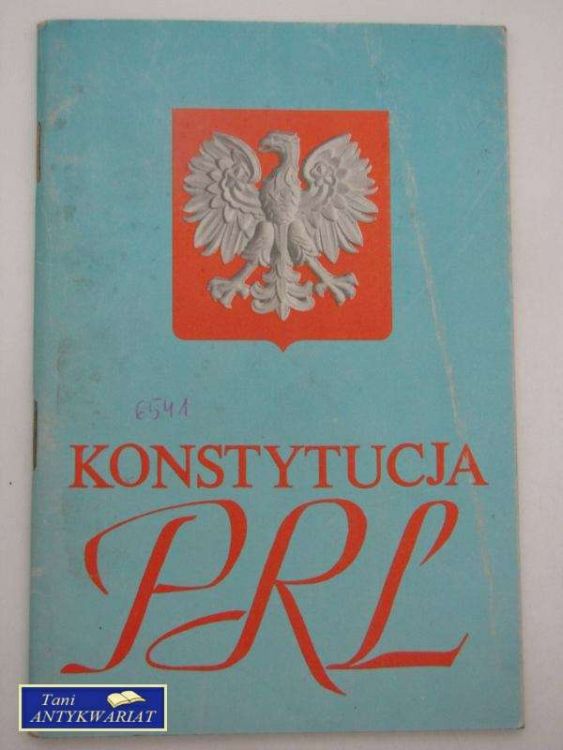 6541
KONSTYTUCJA
PRL
Tani
ANTYKWARIAT